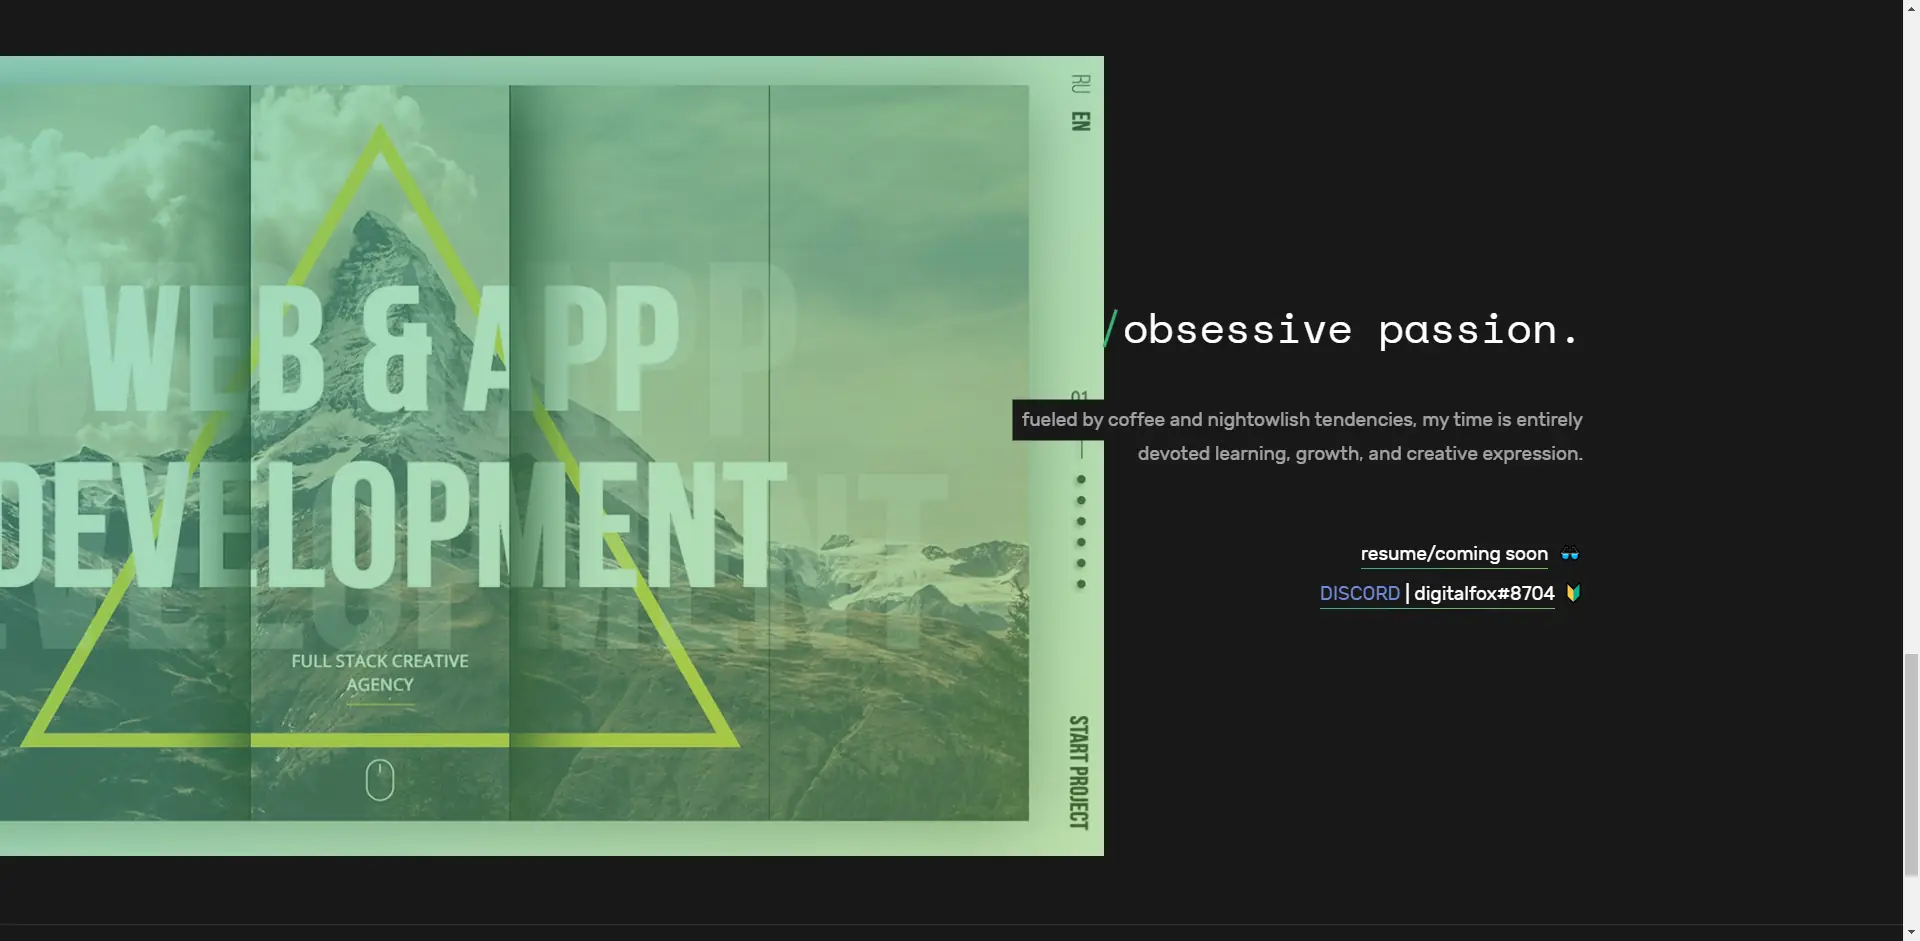 RU
EN
WEB & APP
DEVELOPMENT
FULL STACK CREATIVE
AGENCY
START PROJECT
/obsessive passion.
fueled by coffee and nightowlish tendencies, my time is entirely
devoted learning, growth, and creative expression.
resume/coming soon
DISCORD | digitalfox#8704